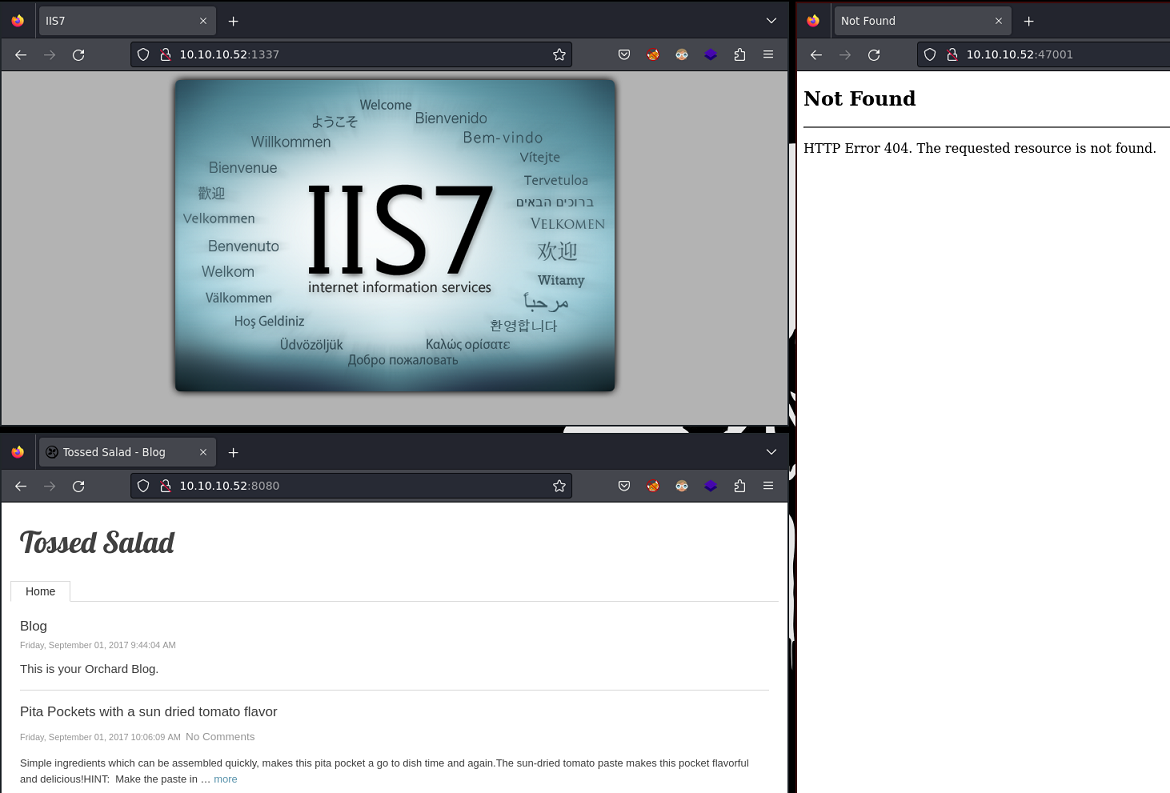 IIS7
10.10.10.52:1337
Welcome
ようこそ
Bienvenido
Willkommen
Bem-vindo
Bienvenue
Vítejte
歡迎
Tervetuloa
ברוכים הבאים
Velkommen
VELKOMEN
Benvenuto
欢迎
Welkom
Witamy
Välkommen
مرحباً
Hoş Geldiniz
환영합니다
Üdvözöljük
Καλώς ορίσατε
Добро пожаловать
IIS7
internet information services
Not Found
10.10.10.52:47001
Not Found
HTTP Error 404. The requested resource is not found.
Tossed Salad - Blog
10.10.10.52:8080
Tossed Salad
Home
Blog
Friday, September 01, 2017 9:44:04 AM
This is your Orchard Blog.
Pita Pockets with a sun dried tomato flavor
Friday, September 01, 2017 10:06:09 AM No Comments
Simple ingredients which can be assembled quickly, makes this pita pocket a go to dish time and again.The sun-dried tomato paste makes this pocket flavorful
and delicious!HINT: Make the paste in … more